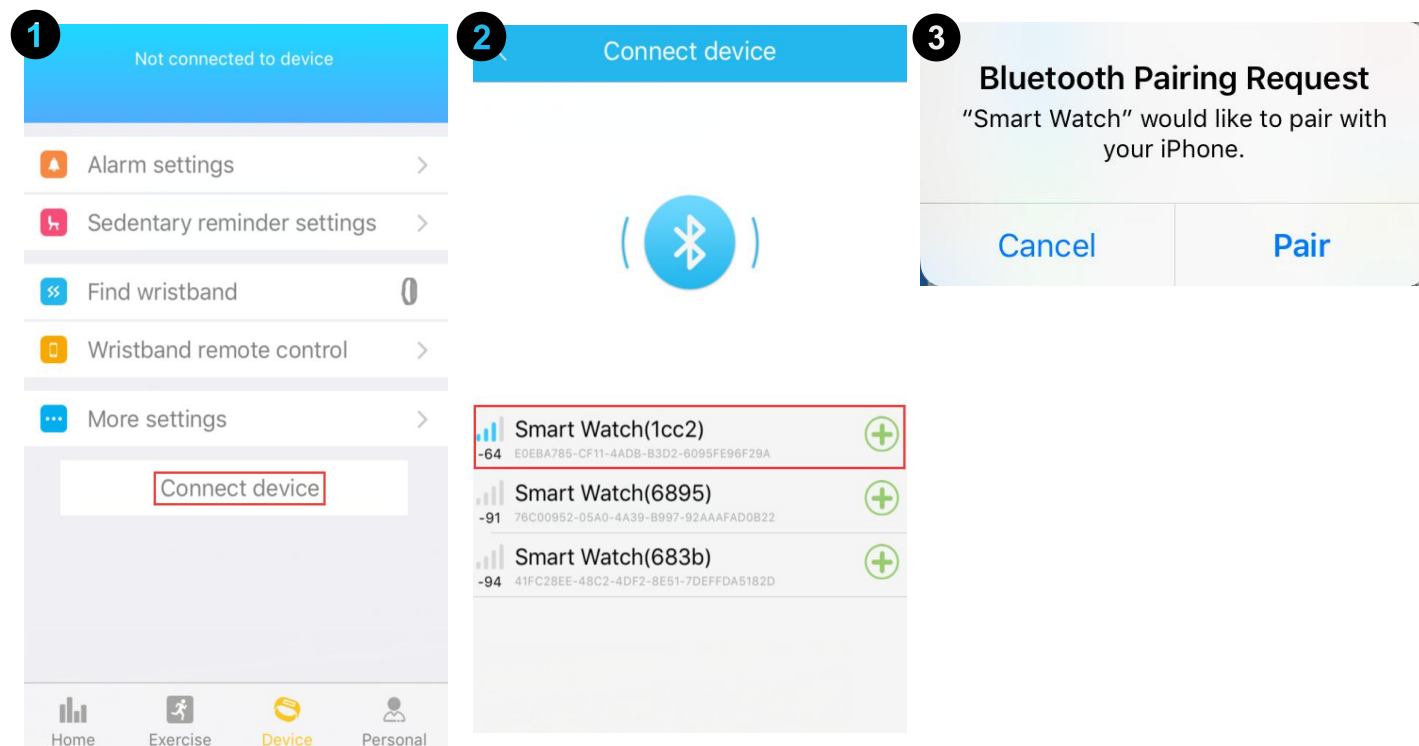 1
Not connected to device
Alarm settings
Sedentary reminder settings
Find wristband
Wristband remote control
More settings
Connect device
Home Exercise Device Personal
2
Connect device
Smart Watch(1cc2)
-64 E0EBA785-CF11-4ADB-B3D2-6095FE96F29A
Smart Watch(6895)
-91 76C00952-05A0-4A39-B997-92AAAFAD0B22
Smart Watch(683b)
-94 41FC28EE-48C2-4DF2-8E51-7DEFFDA5182D
3
Bluetooth Pairing Request
“Smart Watch” would like to pair with
your iPhone.
Cancel Pair